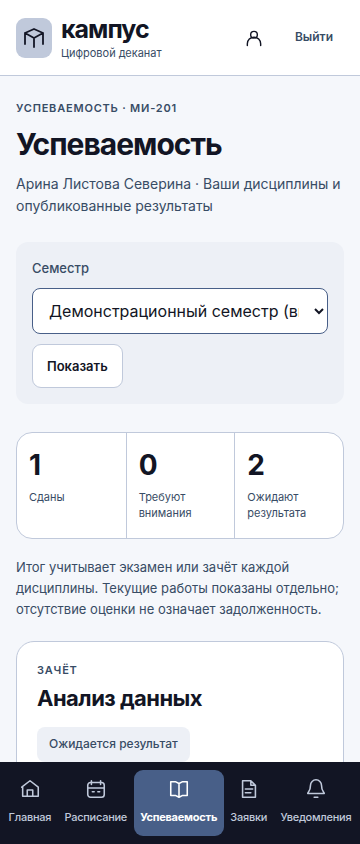 кампус
Цифровой деканат
Выйти
УСПЕВАЕМОСТЬ · МИ-201
Успеваемость
Арина Листова Северина · Ваши дисциплины и
опубликованные результаты
Семестр
Демонстрационный семестр (в
Показать
1
Сданы
0
Требуют
внимания
2
Ожидают
результата
Итог учитывает экзамен или зачёт каждой
дисциплины. Текущие работы показаны отдельно;
отсутствие оценки не означает задолженность.
ЗАЧЁТ
Анализ данных
Ожидается результат
Главная
Расписание
Успеваемость
Заявки
Уведомления